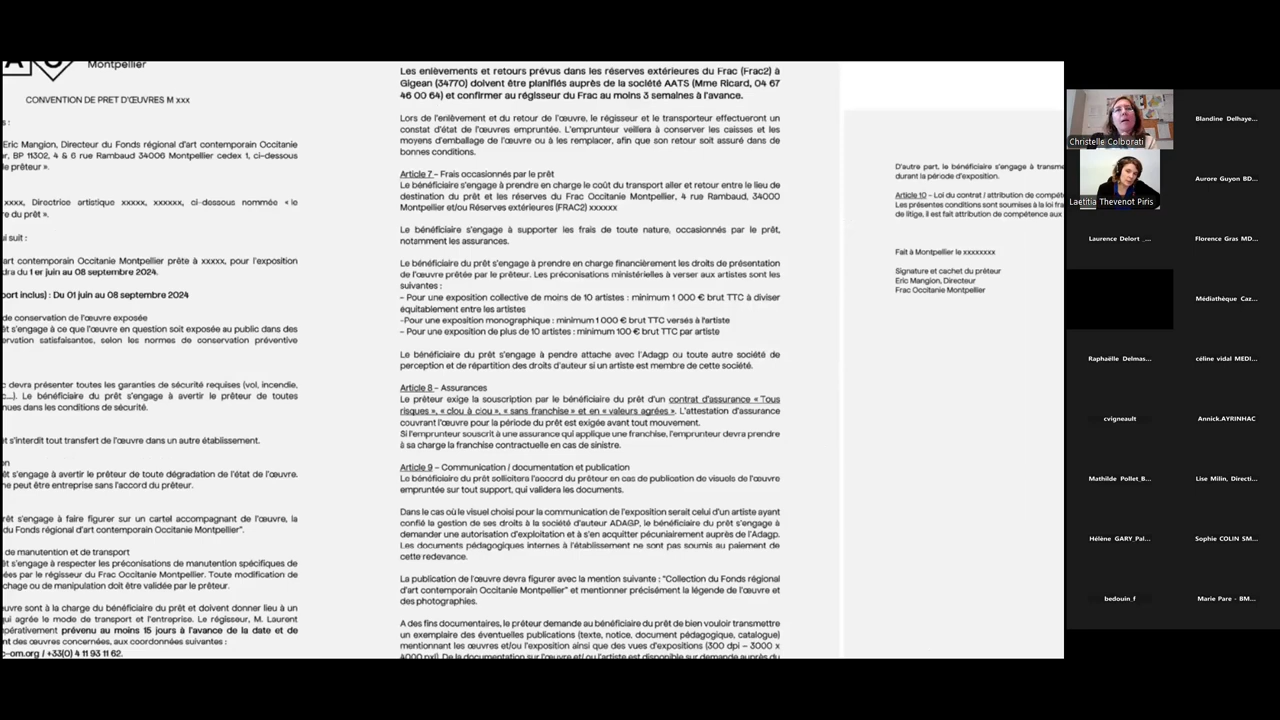 Montpellier
CONVENTION DE PRET D'ŒUVRES M xxx
s :
Eric Mangion, Directeur du Fonds régional d'art contemporain Occitanie
r, BP 11302, 4 & 6 rue Rambaud 34006 Montpellier cedex 1, ci-dessous
le prêteur ».
xxxx, Directrice artistique xxxxx, xxxxxx, ci-dessous nommée « le
re du prêt ».
ui suit :
art contemporain Occitanie Montpellier prête à xxxxx, pour l'exposition
dra du 1 er juin au 08 septembre 2024.
port inclus) : Du 01 juin au 08 septembre 2024
de conservation de l'œuvre exposée
êt s'engage à ce que l'œuvre en question soit exposée au public dans des
ervation satisfaisantes, selon les normes de conservation préventive
c devra présenter toutes les garanties de sécurité requises (vol, incendie,
c...). Le bénéficiaire du prêt s'engage à avertir le prêteur de toutes
nues dans les conditions de sécurité.
êt s'interdit tout transfert de l'œuvre dans un autre établissement.
on
êt s'engage à avertir le prêteur de toute dégradation de l'état de l'œuvre.
ne peut être entreprise sans l'accord du prêteur.
rêt s'engage à faire figurer sur un cartel accompagnant de l'œuvre, la
du Fonds régional d'art contemporain Occitanie Montpellier".
de manutention et de transport
êt s'engage à respecter les préconisations de manutention spécifiques de
ées par le régisseur du Frac Occitanie Montpellier. Toute modification de
chage ou de manipulation doit être validée par le prêteur.
uvre sont à la charge du bénéficiaire du prêt et doivent donner lieu à un
qui agrée le mode de transport et l'entreprise. Le régisseur, M. Laurent
pérativement prévenu au moins 15 jours à l'avance de la date et de
nt des œuvres concernées, aux coordonnées suivantes :
c-om.org / +33(0) 4 11 93 11 62.
Les enlèvements et retours prévus dans les réserves extérieures du Frac (Frac2) à
Gigean (34770) doivent être planifiés auprès de la société AATS (Mme Ricard, 04 67
46 00 64) et confirmer au régisseur du Frac au moins 3 semaines à l'avance.
Lors de l'enlèvement et du retour de l'œuvre, le régisseur et le transporteur effectueront un
constat d'état de l'œuvre empruntée. L'emprunteur veillera à conserver les caisses et les
moyens d'emballage de l'œuvre ou à les remplacer, afin que son retour soit assuré dans de
bonnes conditions.
Article 7 – Frais occasionnés par le prêt
Le bénéficiaire s'engage à prendre en charge le coût du transport aller et retour entre le lieu de
destination du prêt et les réserves du Frac Occitanie Montpellier, 4 rue Rambaud, 34000
Montpellier et/ou Réserves extérieures (FRAC2) xxxxxx
Le bénéficiaire s'engage à supporter les frais de toute nature, occasionnés par le prêt,
notamment les assurances.
Le bénéficiaire du prêt s'engage à prendre en charge financièrement les droits de présentation
de l'œuvre prêtée par le prêteur. Les préconisations ministérielles à verser aux artistes sont les
suivantes :
– Pour une exposition collective de moins de 10 artistes : minimum 1 000 € brut TTC à diviser
équitablement entre les artistes
-Pour une exposition monographique : minimum 1 000 € brut TTC versés à l'artiste
– Pour une exposition de plus de 10 artistes : minimum 100 € brut TTC par artiste
Le bénéficiaire du prêt s'engage à pendre attache avec l'Adagp ou toute autre société de
perception et de répartition des droits d'auteur si un artiste est membre de cette société.
Article 8 – Assurances
Le prêteur exige la souscription par le bénéficiaire du prêt d'un contrat d'assurance « Tous
risques », « clou à clou », « sans franchise » et en « valeurs agrées ». L'attestation d'assurance
couvrant l'œuvre pour la période du prêt est exigée avant tout mouvement.
Si l'emprunteur souscrit à une assurance qui applique une franchise, l'emprunteur devra prendre
à sa charge la franchise contractuelle en cas de sinistre.
Article 9 – Communication / documentation et publication
Le bénéficiaire du prêt sollicitera l'accord du prêteur en cas de publication de visuels de l'œuvre
empruntée sur tout support, qui validera les documents.
Dans le cas où le visuel choisi pour la communication de l'exposition serait celui d'un artiste ayant
confié la gestion de ses droits à la société d'auteur ADAGP, le bénéficiaire du prêt s'engage à
demander une autorisation d'exploitation et à s'en acquitter pécuniairement auprès de l'Adagp.
Les documents pédagogiques internes à l'établissement ne sont pas soumis au paiement de
cette redevance.
La publication de l'œuvre devra figurer avec la mention suivante : "Collection du Fonds régional
d'art contemporain Occitanie Montpellier" et mentionner précisément la légende de l'œuvre et
des photographies.
A des fins documentaires, le prêteur demande au bénéficiaire du prêt de bien vouloir transmettre
un exemplaire des éventuelles publications (texte, notice, document pédagogique, catalogue)
mentionnant les œuvres et/ou l'exposition ainsi que des vues d'expositions (300 dpi – 3000 x
4000 pxl). De la documentation sur l'œuvre et/ou l'artiste est disponible sur demande auprès du
D'autre part, le bénéficiaire s'engage à transme
durant la période d'exposition.
Article 10 – Loi du contrat / attribution de compéte
Les présentes conditions sont soumises à la loi fra
de litige, il est fait attribution de compétence aux
Fait à Montpellier le xxxxxxxx
Signature et cachet du prêteur
Eric Mangion, Directeur
Frac Occitanie Montpellier
Christelle Colborati
Blandine Delhaye...
Laetitia Thevenot Piris
Aurore Guyon BD...
Laurence Delort _...
Florence Gras MD...
Médiathèque Caz...
Raphaëlle Delmas...
céline vidal MEDI...
cvigneault
Annick.AYRINHAC
Mathilde Pollet_B...
Lise Milin, Directi...
Hélène GARY_Pal...
Sophie COLIN SM...
bedouin_f
Marie Pare - BM...